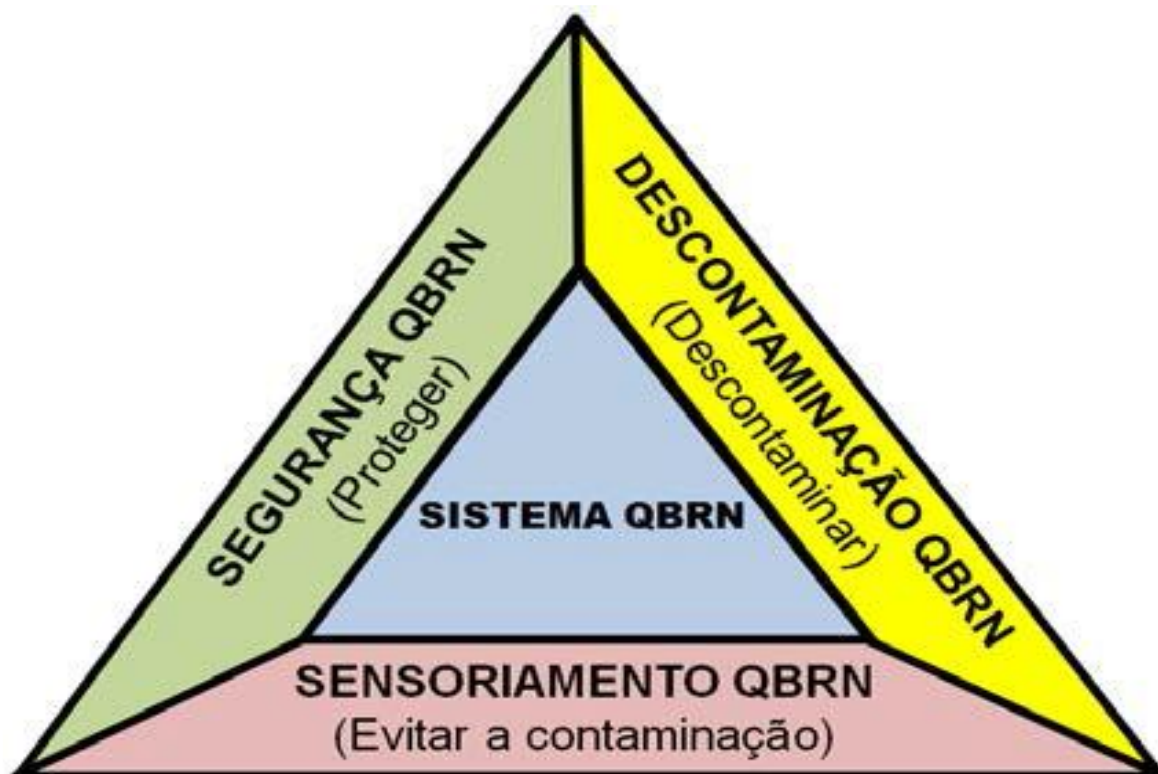 SEGURANÇA QBRN
(Proteger)
DESCONTAMINAÇÃO QBRN
(Descontaminar)
SISTEMA QBRN
SENSORIAMENTO QBRN
(Evitar a contaminação)